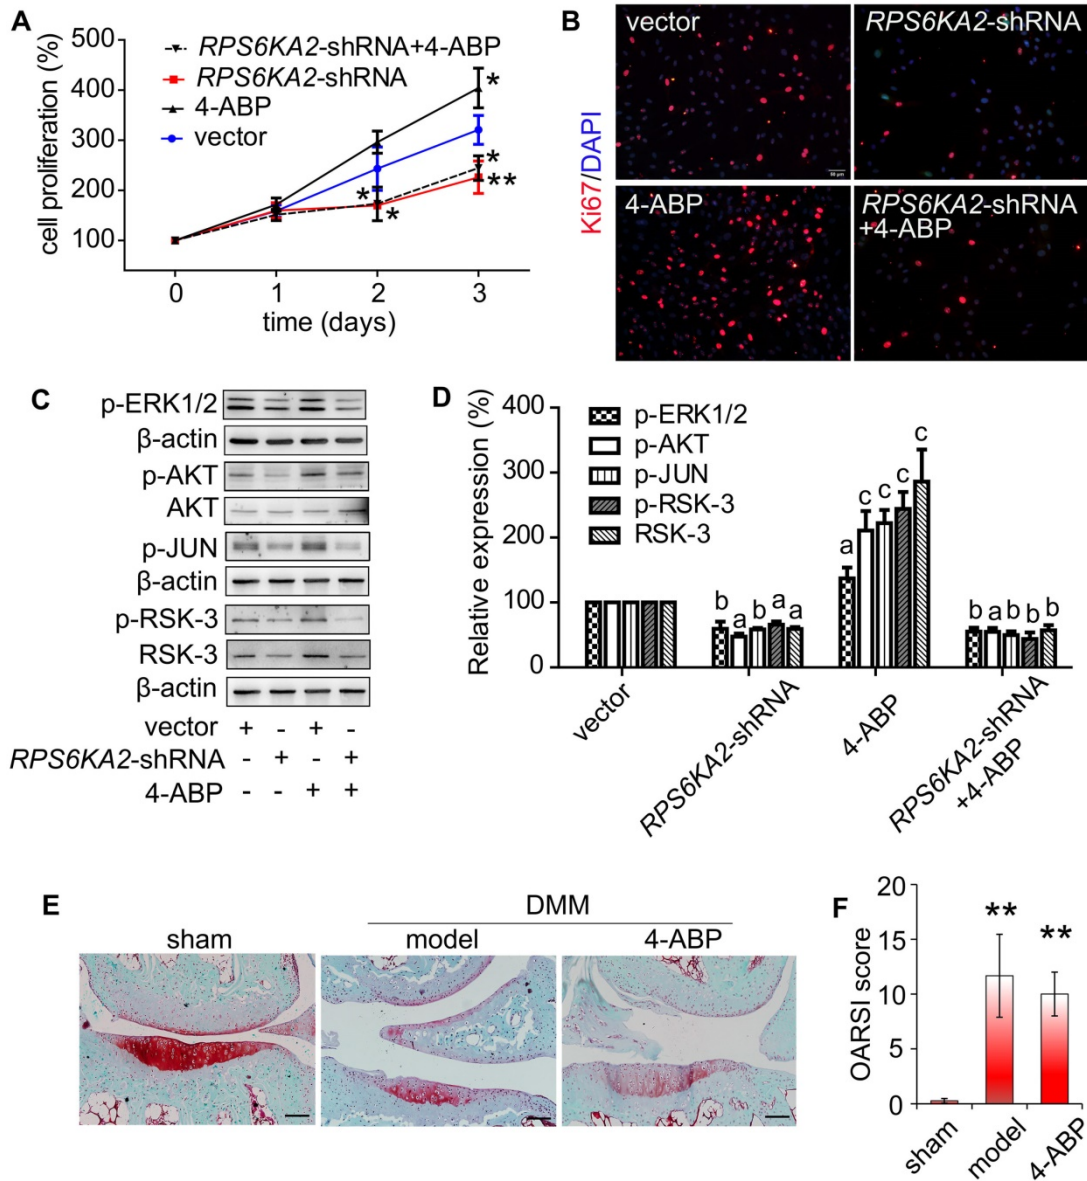 A
cell proliferation (%)
500
400
300
200
100
RPS6KA2-shRNA+4-ABP
RPS6KA2-shRNA
4-ABP
vector
*
*
**
*
*
0 1 2 3
time (days)
B
Ki67/DAPI
vector
RPS6KA2-shRNA
4-ABP
RPS6KA2-shRNA
+4-ABP
C
p-ERK1/2
β-actin
p-AKT
AKT
p-JUN
β-actin
p-RSK-3
RSK-3
β-actin
vector + - + -
RPS6KA2-shRNA - + - +
4-ABP - - + +
D
Relative expression (%)
400
300
200
100
0
p-ERK1/2
p-AKT
p-JUN
p-RSK-3
RSK-3
b a b a a
a c c c c
b a b b b
vector
RPS6KA2-shRNA
4-ABP
RPS6KA2-shRNA
+4-ABP
E
DMM
sham model 4-ABP
F
OARSI score
20
15
10
5
0
**
**
sham
model
4-ABP